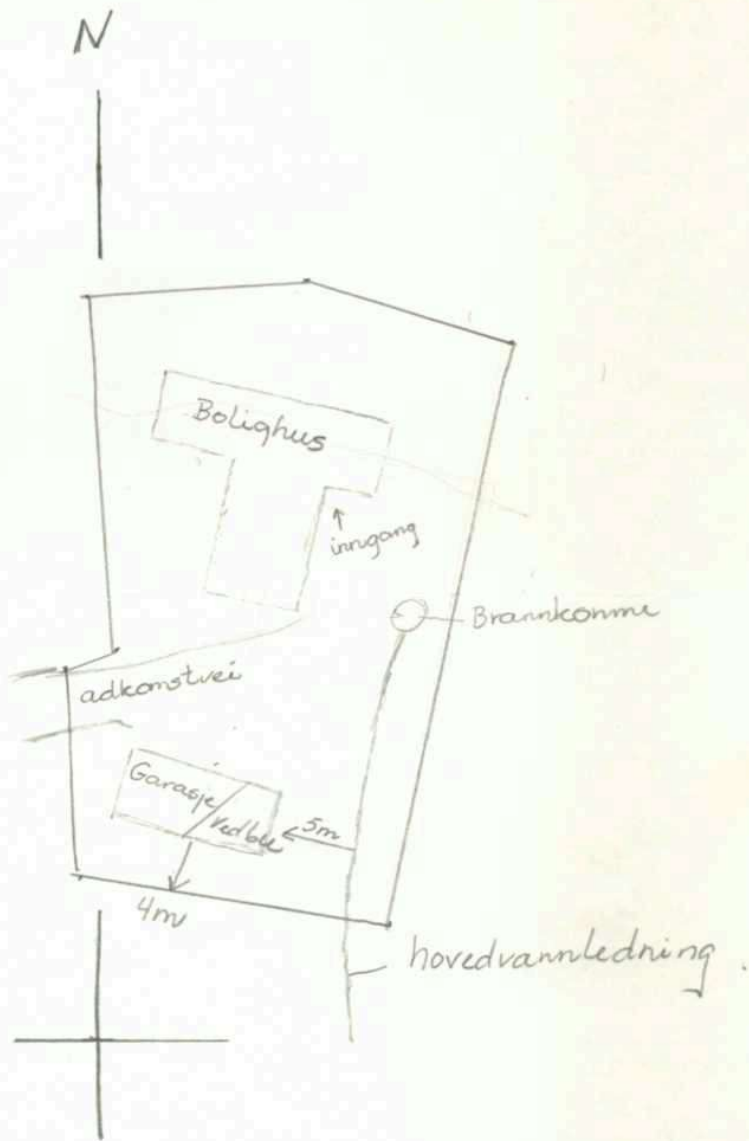 N
Bolighus
inngang
Brannkomme
adkomstvei
Garasje
Vedbu
5m
4m
hovedvannledning.